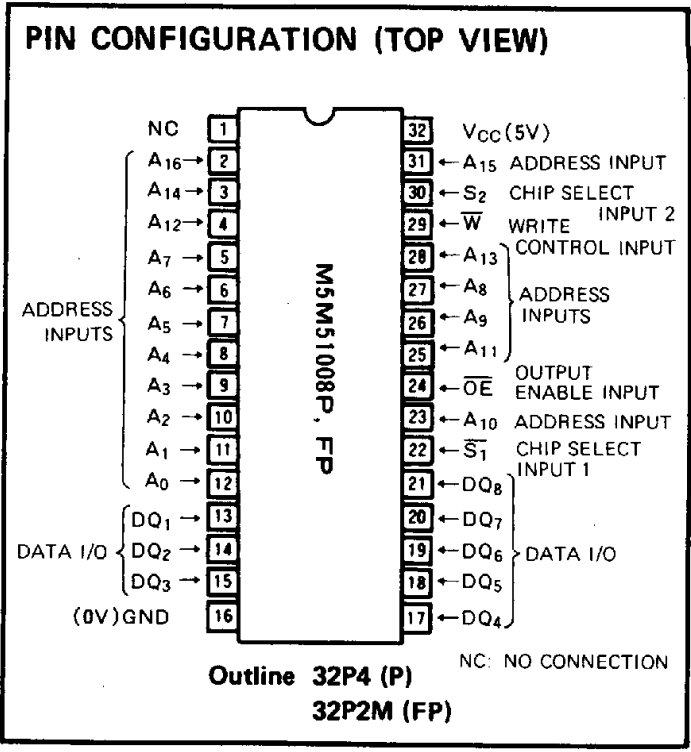 PIN CONFIGURATION (TOP VIEW)
NC 1
A16→ 2
A14→ 3
A12→ 4
A7→ 5
A6→ 6
A5→ 7
A4→ 8
A3→ 9
A2→ 10
A1→ 11
A0→ 12
ADDRESS
INPUTS
DQ1→ 13
DQ2→ 14
DQ3→ 15
DATA I/O
(0V)GND 16
M5M51008P, FP
32 VCC(5V)
31 ←A15 ADDRESS INPUT
30 ←S2 CHIP SELECT
INPUT 2
29 ←W̅ WRITE
CONTROL INPUT
28 ←A13
27 ←A8
26 ←A9
25 ←A11
ADDRESS
INPUTS
24 ←O̅E̅ OUTPUT
ENABLE INPUT
23 ←A10 ADDRESS INPUT
22 ←S̅1̅ CHIP SELECT
INPUT 1
21 ←DQ8
20 ←DQ7
19 ←DQ6
18 ←DQ5
17 ←DQ4
DATA I/O
NC: NO CONNECTION
Outline 32P4 (P)
32P2M (FP)